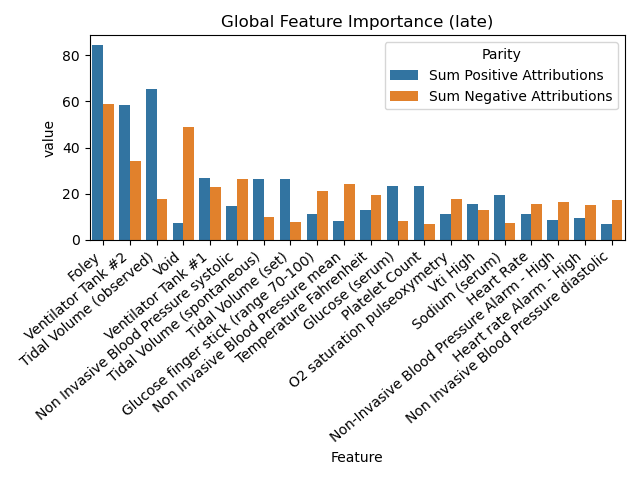 Global Feature Importance (late)
Parity
Sum Positive Attributions
Sum Negative Attributions
value
80
60
40
20
0
Foley
Ventilator Tank #2
Tidal Volume (observed)
Void
Ventilator Tank #1
Non Invasive Blood Pressure systolic
Tidal Volume (spontaneous)
Tidal Volume (set)
Glucose finger stick (range 70-100)
Non Invasive Blood Pressure mean
Temperature Fahrenheit
Glucose (serum)
Platelet Count
O2 saturation pulseoxymetry
Vti High
Sodium (serum)
Heart Rate
Non-Invasive Blood Pressure Alarm - High
Heart rate Alarm - High
Non Invasive Blood Pressure diastolic
Feature